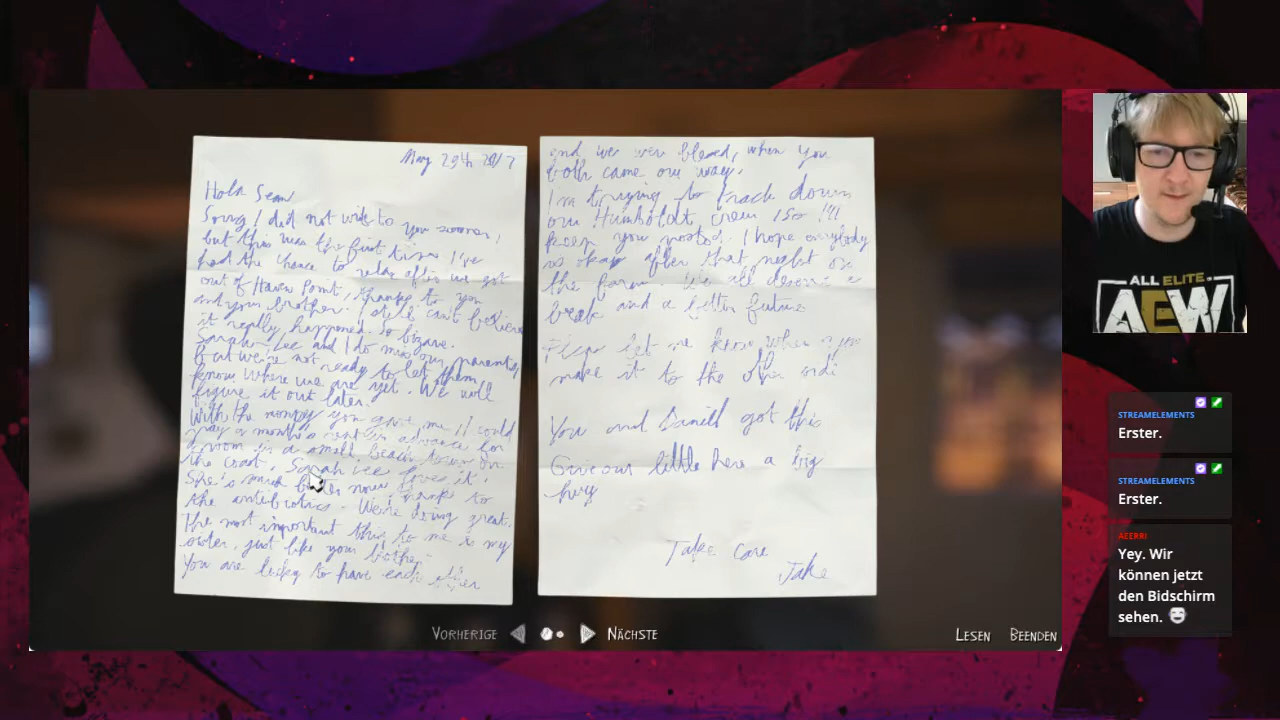 May 29th 2017
Hola Sean
Sorry I did not write to you sooner,
but this was the first time I've
had the chance to relax after we got
out of Haven Point, thanks to you
and your brother. I still can't believe
it really happened. So bizare.
Sarah Lee and I do miss our parents,
but we're not ready to let them
know where we are yet. We will
figure it out later.
With the money you gave me, I could
pay a month's rent in advance for
a room in a small beach town on
the coast. Sarah Lee loves it.
She's much better now thank to
the antibiotics. We're doing great.
The most important thing to me is my
sister, just like your brother.
You are lucky to have each other
and we were blessed, when you
both came our way.
I'm trying to track down
our Humboldt crew, I'll
keep you posted. I hope everybody
is okay after that night on
the farm. We all deserve a
break and a better future
Please let me know when you
make it to the other side
You and Daniel got this
Give our little hero a big
hug
Take Care
Jake
VORHERIGE
NÄCHSTE
LESEN
BEENDEN
ALL ELITE
AEW
STREAMELEMENTS
Erster.
STREAMELEMENTS
Erster.
AEERRI
Yey. Wir
können jetzt
den Bidschirm
sehen.